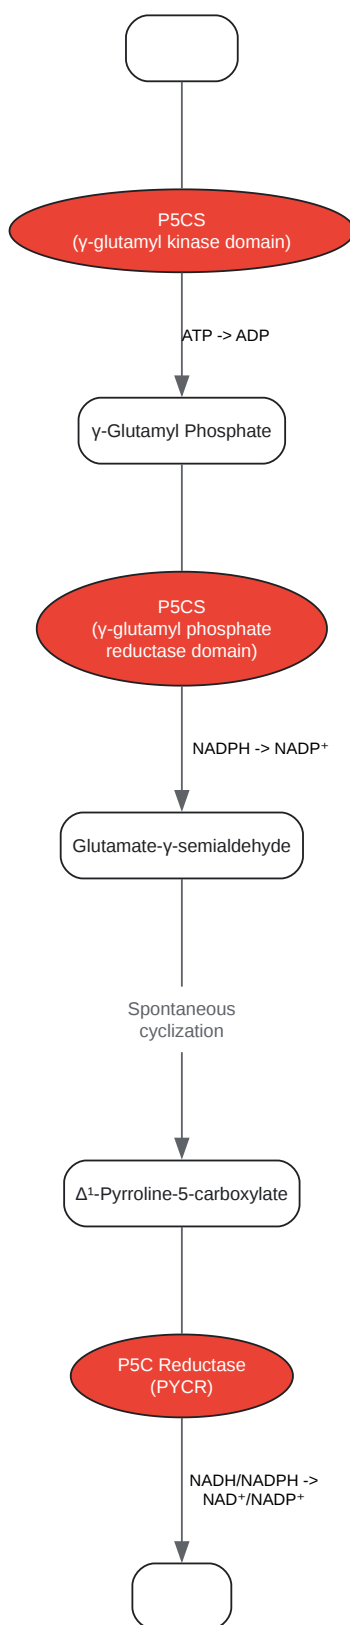 P5CS
(γ-glutamyl kinase domain)
ATP -> ADP
γ-Glutamyl Phosphate
P5CS
(γ-glutamyl phosphate
reductase domain)
NADPH -> NADP⁺
Glutamate-γ-semialdehyde
Spontaneous
cyclization
Δ¹-Pyrroline-5-carboxylate
P5C Reductase
(PYCR)
NADH/NADPH ->
NAD⁺/NADP⁺